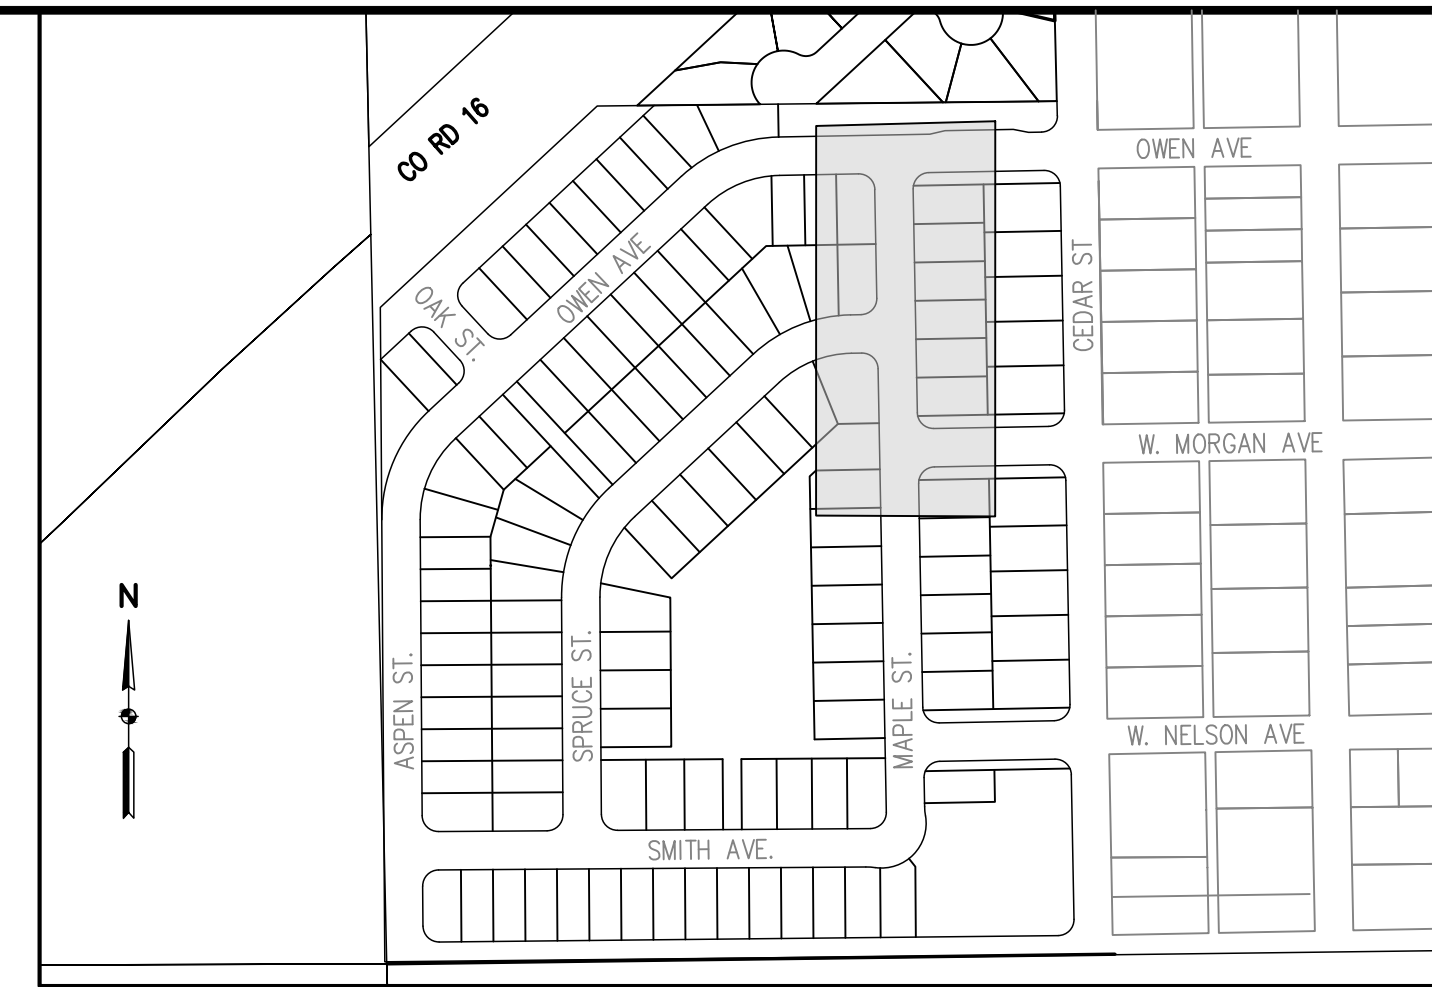 CO RD 16
OWEN AVE
OWEN AVE
OAK ST.
CEDAR ST
W. MORGAN AVE
N
ASPEN ST.
SPRUCE ST.
MAPLE ST.
W. NELSON AVE
SMITH AVE.